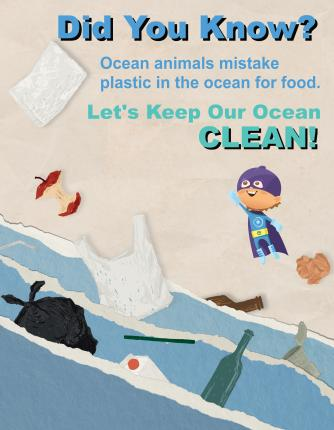 Did You Know?
Ocean animals mistake
plastic in the ocean for food.
Let's Keep Our Ocean
CLEAN!